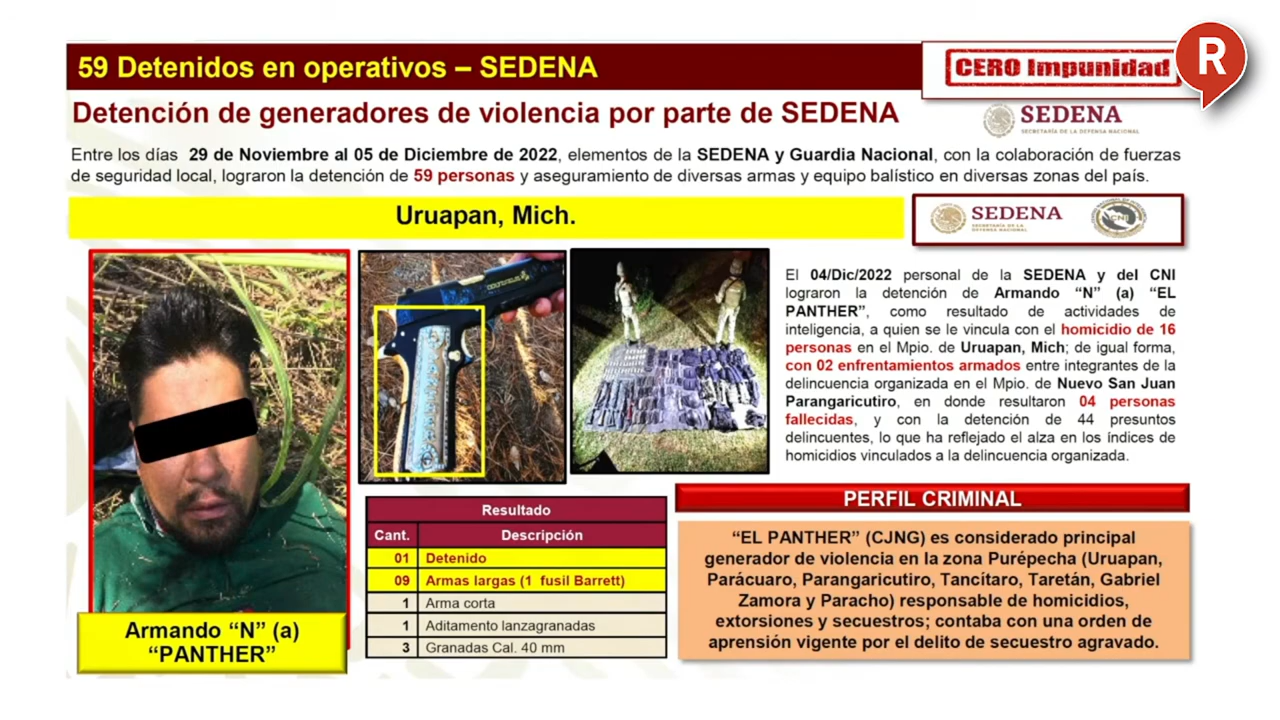 59 Detenidos en operativos – SEDENA
CERO Impunidad
R
Detención de generadores de violencia por parte de SEDENA
SEDENA
SECRETARÍA DE LA DEFENSA NACIONAL
Entre los días 29 de Noviembre al 05 de Diciembre de 2022, elementos de la SEDENA y Guardia Nacional, con la colaboración de fuerzas
de seguridad local, lograron la detención de 59 personas y aseguramiento de diversas armas y equipo balístico en diversas zonas del país.
Uruapan, Mich.
SEDENA
SECRETARÍA DE LA
DEFENSA NACIONAL
CNI
El 04/Dic/2022 personal de la SEDENA y del CNI
lograron la detención de Armando “N” (a) “EL
PANTHER”, como resultado de actividades de
inteligencia, a quien se le vincula con el homicidio de 16
personas en el Mpio. de Uruapan, Mich; de igual forma,
con 02 enfrentamientos armados entre integrantes de la
delincuencia organizada en el Mpio. de Nuevo San Juan
Parangaricutiro, en donde resultaron 04 personas
fallecidas, y con la detención de 44 presuntos
delincuentes, lo que ha reflejado el alza en los índices de
homicidios vinculados a la delincuencia organizada.
Armando “N” (a)
“PANTHER”
Resultado
Cant. Descripción
01 Detenido
09 Armas largas (1 fusil Barrett)
1 Arma corta
1 Aditamento lanzagranadas
3 Granadas Cal. 40 mm
PERFIL CRIMINAL
“EL PANTHER” (CJNG) es considerado principal
generador de violencia en la zona Purépecha (Uruapan,
Parácuaro, Parangaricutiro, Tancítaro, Taretán, Gabriel
Zamora y Paracho) responsable de homicidios,
extorsiones y secuestros; contaba con una orden de
aprensión vigente por el delito de secuestro agravado.